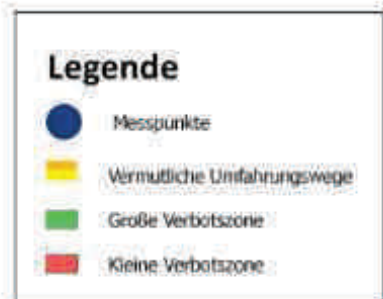 Legende
Messpunkte
Vermutliche Umfahrungswege
Große Verbotszone
Kleine Verbotszone